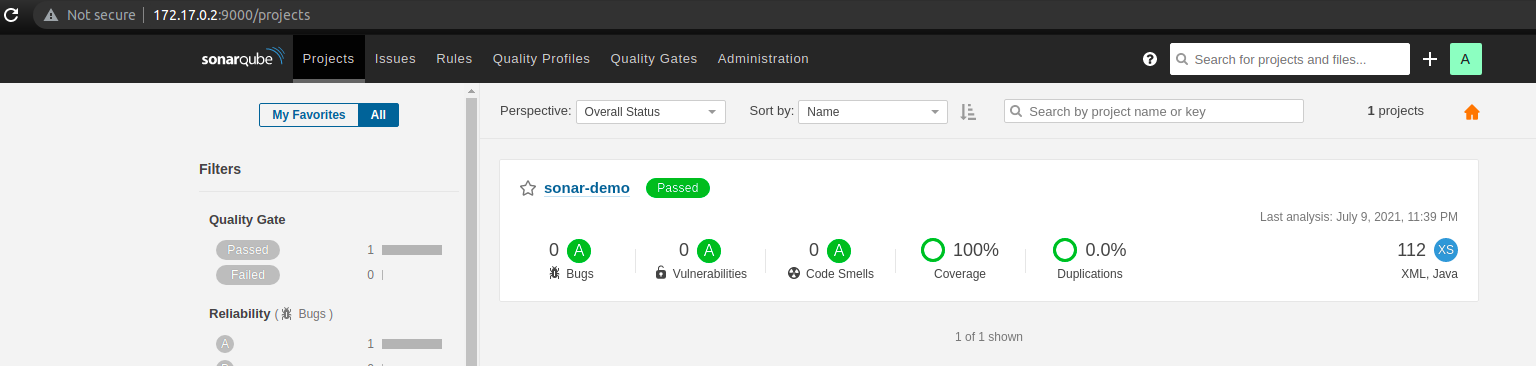 Not secure 172.17.0.2:9000/projects
sonarqube Projects Issues Rules Quality Profiles Quality Gates Administration ? Search for projects and files... A
My Favorites All
Perspective: Overall Status Sort by: Name Search by project name or key 1 projects
Filters
Quality Gate
Passed 1
Failed 0
Reliability ( Bugs )
A 1
sonar-demo Passed
Last analysis: July 9, 2021, 11:39 PM
0 A 0 A 0 A 100% 0.0% 112 XS
Bugs Vulnerabilities Code Smells Coverage Duplications XML, Java
1 of 1 shown